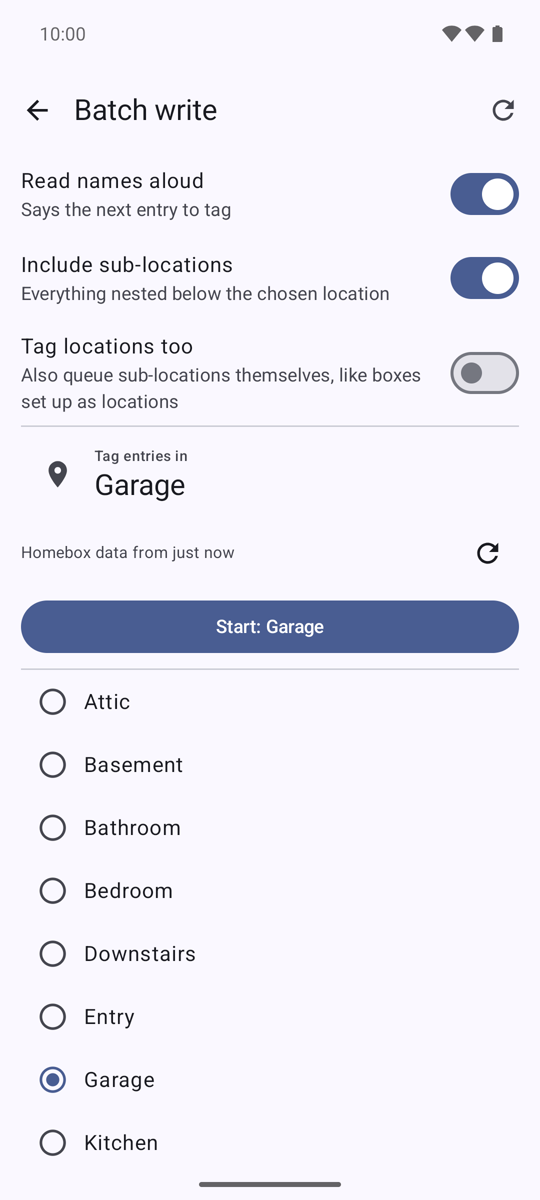 10:00
Batch write
Read names aloud
Says the next entry to tag
Include sub-locations
Everything nested below the chosen location
Tag locations too
Also queue sub-locations themselves, like boxes
set up as locations
Tag entries in
Garage
Homebox data from just now
Start: Garage
Attic
Basement
Bathroom
Bedroom
Downstairs
Entry
Garage
Kitchen